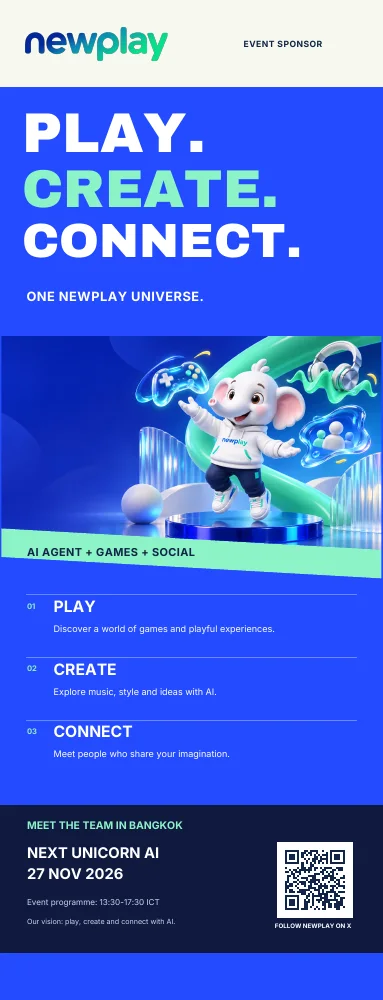 newplay
EVENT SPONSOR
PLAY.
CREATE.
CONNECT.
ONE NEWPLAY UNIVERSE.
newplay
AI AGENT + GAMES + SOCIAL
01 PLAY
Discover a world of games and playful experiences.
02 CREATE
Explore music, style and ideas with AI.
03 CONNECT
Meet people who share your imagination.
MEET THE TEAM IN BANGKOK
NEXT UNICORN AI
27 NOV 2026
Event programme: 13:30-17:30 ICT
Our vision: play, create and connect with AI.
FOLLOW NEWPLAY ON X